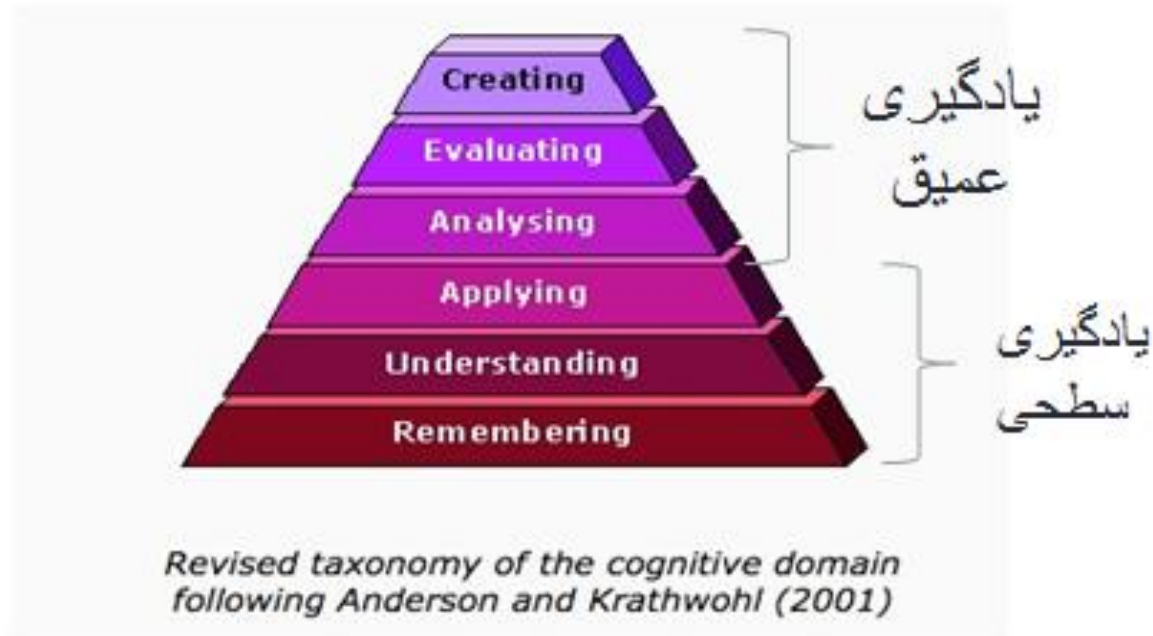 Creating
Evaluating
Analysing
Applying
Understanding
Remembering
یادگیری
عمیق
یادگیری
سطحی
Revised taxonomy of the cognitive domain
following Anderson and Krathwohl (2001)